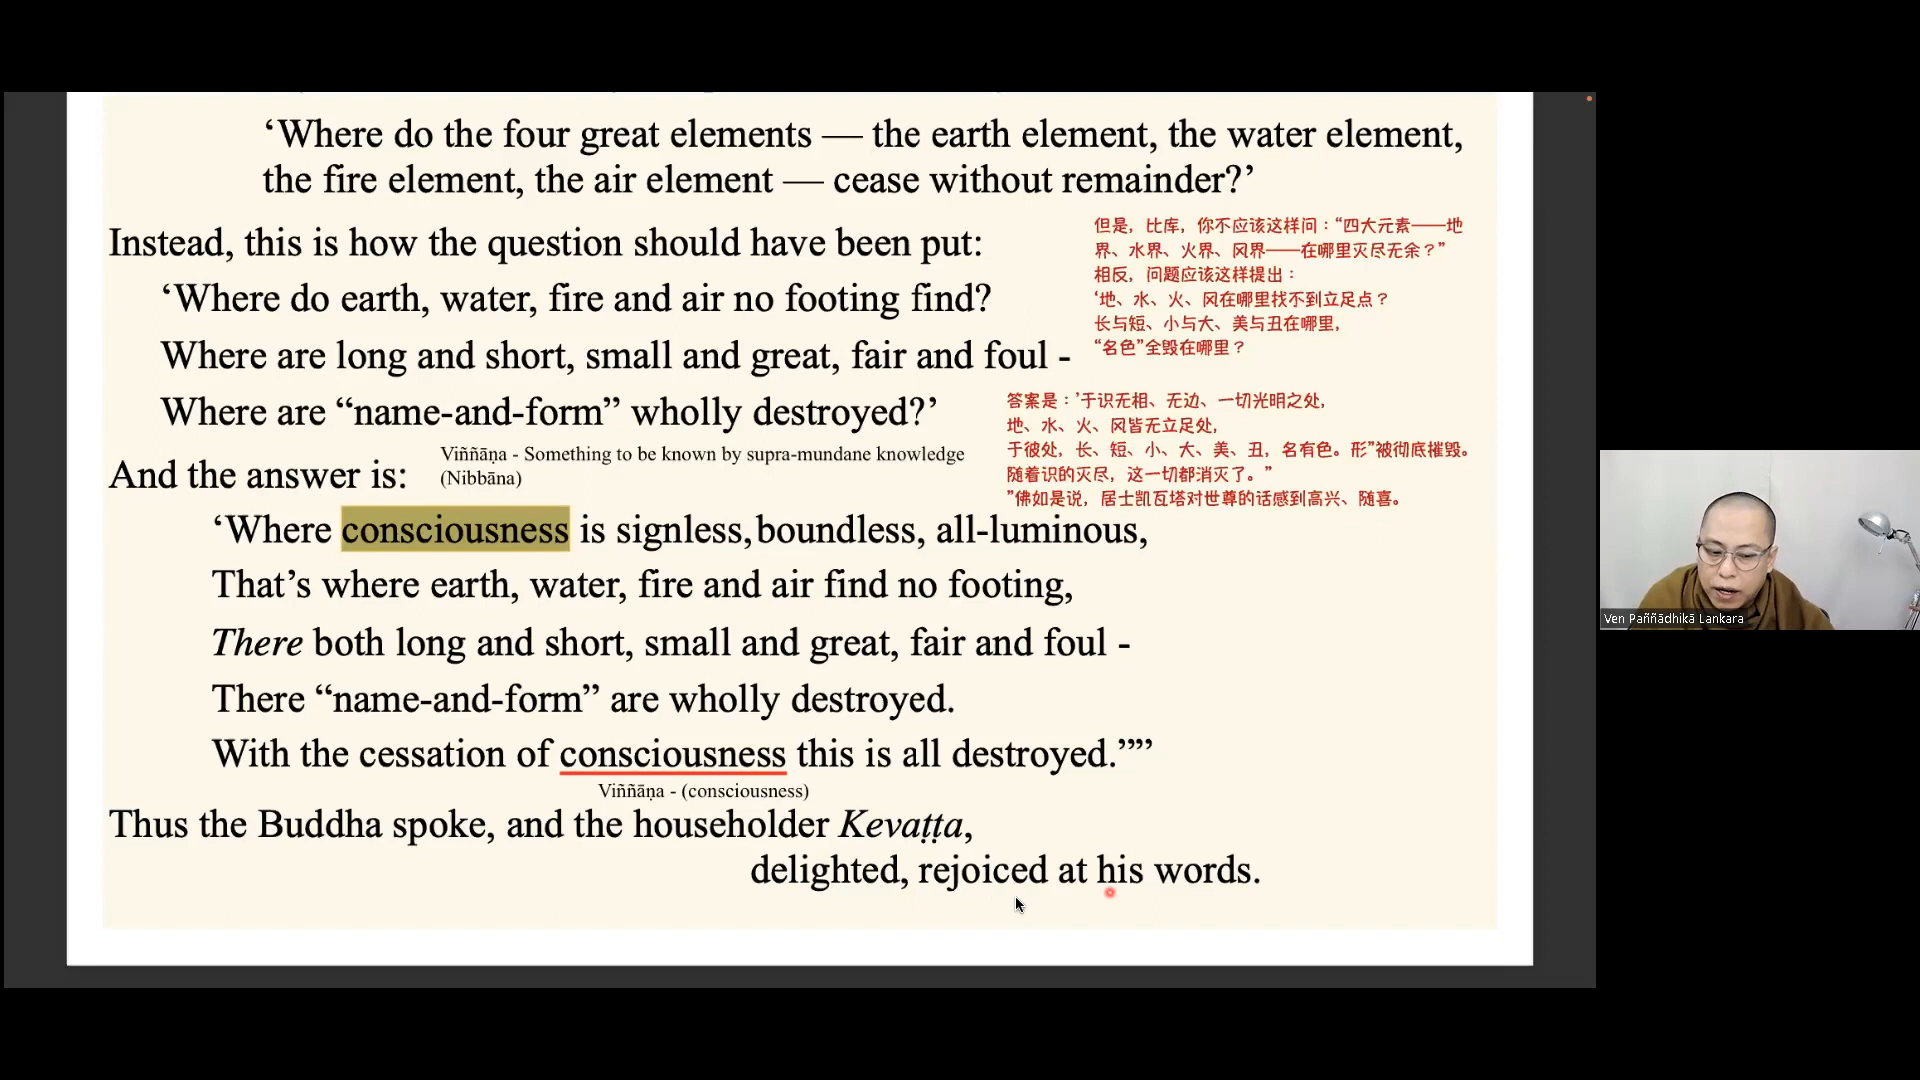 ‘Where do the four great elements — the earth element, the water element,
the fire element, the air element — cease without remainder?’
Instead, this is how the question should have been put:
‘Where do earth, water, fire and air no footing find?
Where are long and short, small and great, fair and foul -
Where are “name-and-form” wholly destroyed?’
但是，比库，你不应该这样问：“四大元素——地
界、水界、火界、风界——在哪里灭尽无余？”
相反，问题应该这样提出：
‘地、水、火、风在哪里找不到立足点？
长与短、小与大、美与丑在哪里，
“名色”全毁在哪里？
And the answer is:
Viññāṇa - Something to be known by supra-mundane knowledge
(Nibbāna)
答案是：’于识无相、无边、一切光明之处，
地、水、火、风皆无立足处，
于彼处，长、短、小、大、美、丑，名有色。形”被彻底摧毁。
随着识的灭尽，这一切都消灭了。”
”佛如是说，居士凯瓦塔对世尊的话感到高兴、随喜。
‘Where consciousness is signless, boundless, all-luminous,
That’s where earth, water, fire and air find no footing,
There both long and short, small and great, fair and foul -
There “name-and-form” are wholly destroyed.
With the cessation of consciousness this is all destroyed.’””
Viññāṇa - (consciousness)
Thus the Buddha spoke, and the householder Kevaṭṭa,
delighted, rejoiced at his words.
Ven Paññādhikā Lankara